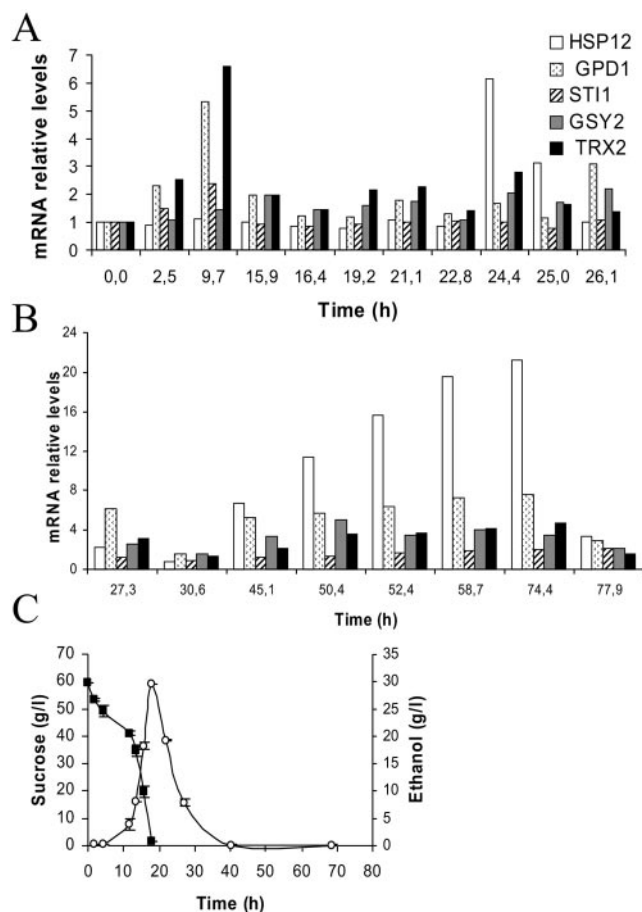 A
HSP12
GPD1
STI1
GSY2
TRX2
mRNA relative levels
7
6
5
4
3
2
1
0
0,0 2,5 9,7 15,9 16,4 19,2 21,1 22,8 24,4 25,0 26,1
Time (h)
B
mRNA relative levels
24
20
16
12
8
4
0
27,3 30,6 45,1 50,4 52,4 58,7 74,4 77,9
Time (h)
C
Sucrose (g/l)
70
60
50
40
30
20
10
0
35
30
25
20
15
10
5
0
Ethanol (g/l)
0 10 20 30 40 50 60 70 80
Time (h)